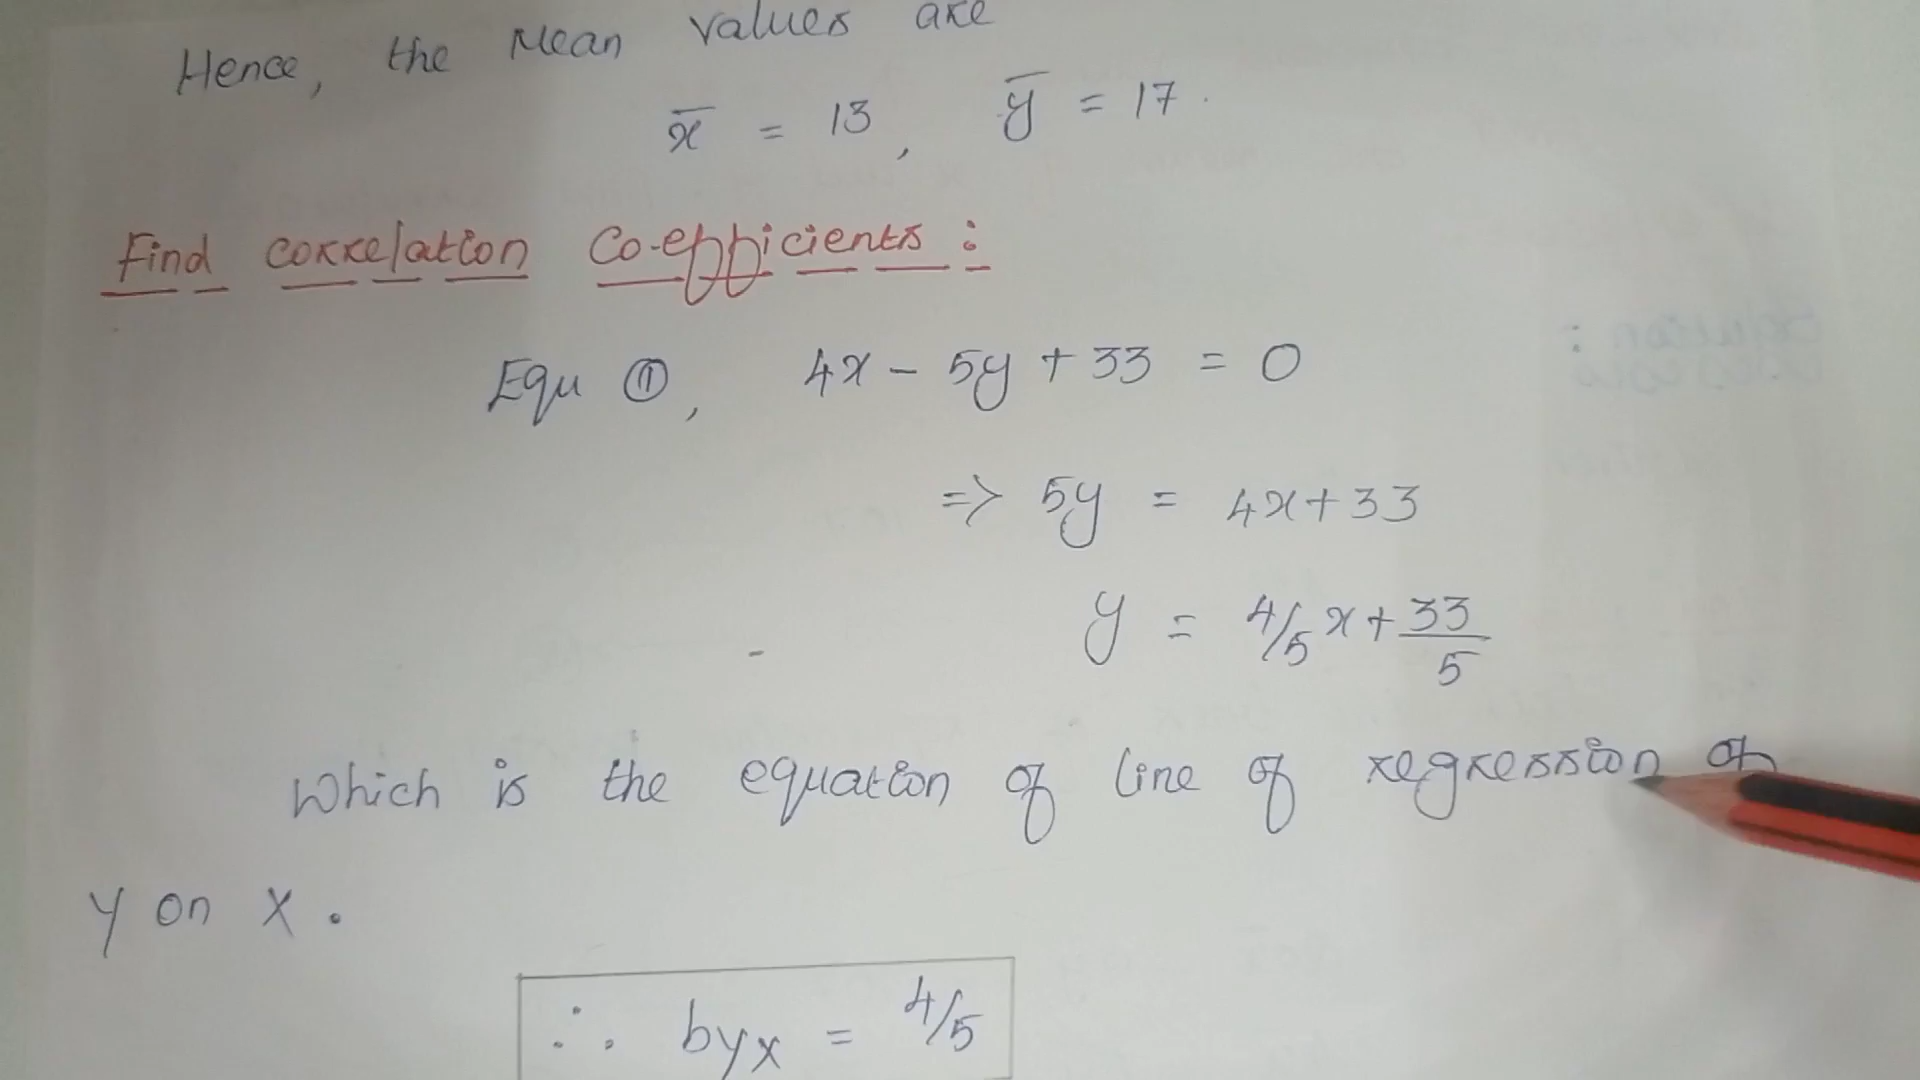 Hence, the Mean values are
x̄ = 13, ȳ = 17.
Find correlation Co-efficients :
Equ ①, 4x - 5y + 33 = 0
=> 5y = 4x + 33
y = 4/5 x + 33/5
Which is the equation of line of regression of
y on x.
∴ byx = 4/5